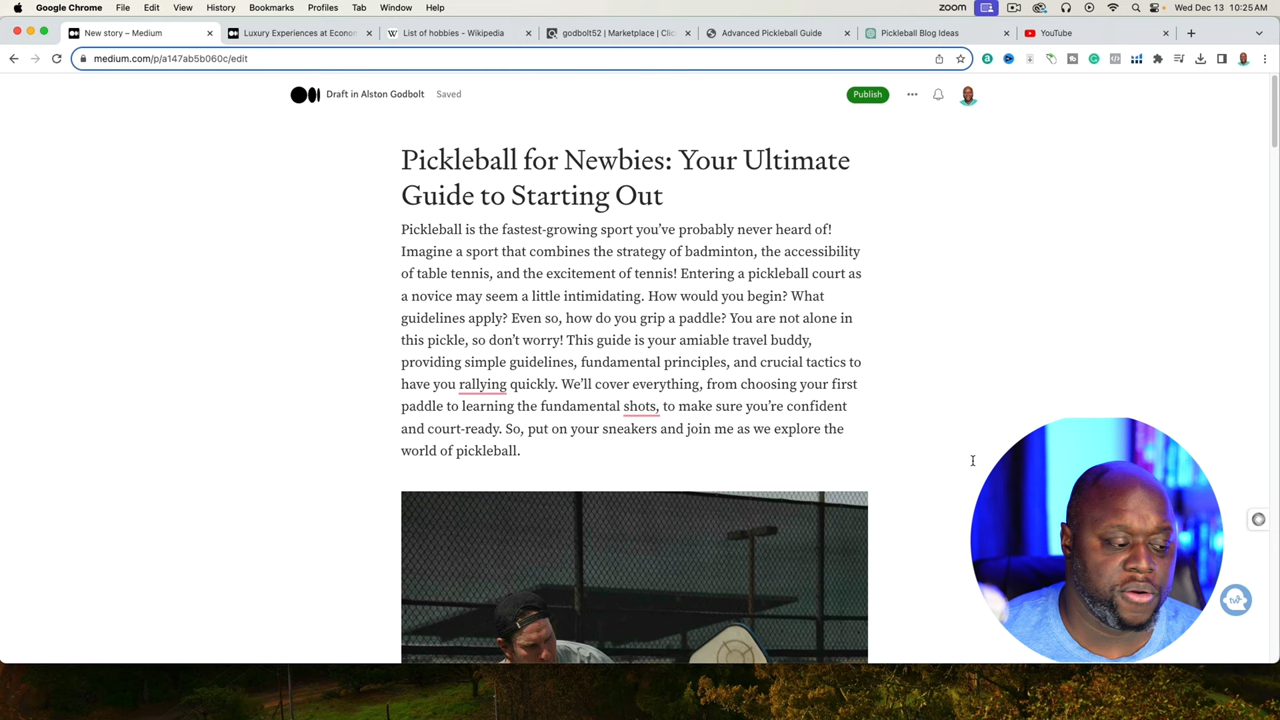 Google Chrome File Edit View History Bookmarks Profiles Tab Window Help zoom Wed Dec 13 10:25 AM
New story – Medium
Luxury Experiences at Econo
List of hobbies - Wikipedia
godbolt52 | Marketplace | Clic
Advanced Pickleball Guide
Pickleball Blog Ideas
YouTube
medium.com/p/a147ab5b060c/edit
Draft in Alston Godbolt Saved Publish
Pickleball for Newbies: Your Ultimate
Guide to Starting Out
Pickleball is the fastest-growing sport you’ve probably never heard of!
Imagine a sport that combines the strategy of badminton, the accessibility
of table tennis, and the excitement of tennis! Entering a pickleball court as
a novice may seem a little intimidating. How would you begin? What
guidelines apply? Even so, how do you grip a paddle? You are not alone in
this pickle, so don’t worry! This guide is your amiable travel buddy,
providing simple guidelines, fundamental principles, and crucial tactics to
have you rallying quickly. We’ll cover everything, from choosing your first
paddle to learning the fundamental shots, to make sure you’re confident
and court-ready. So, put on your sneakers and join me as we explore the
world of pickleball.